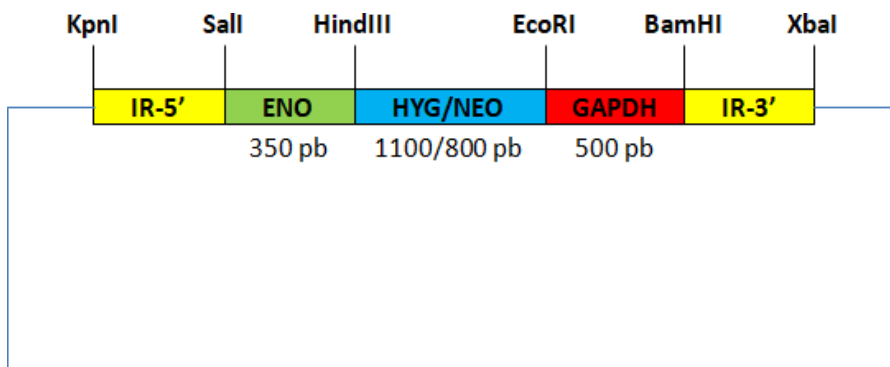 KpnI SalI HindIII EcoRI BamHI XbaI
IR-5’ ENO HYG/NEO GAPDH IR-3’
350 pb 1100/800 pb 500 pb